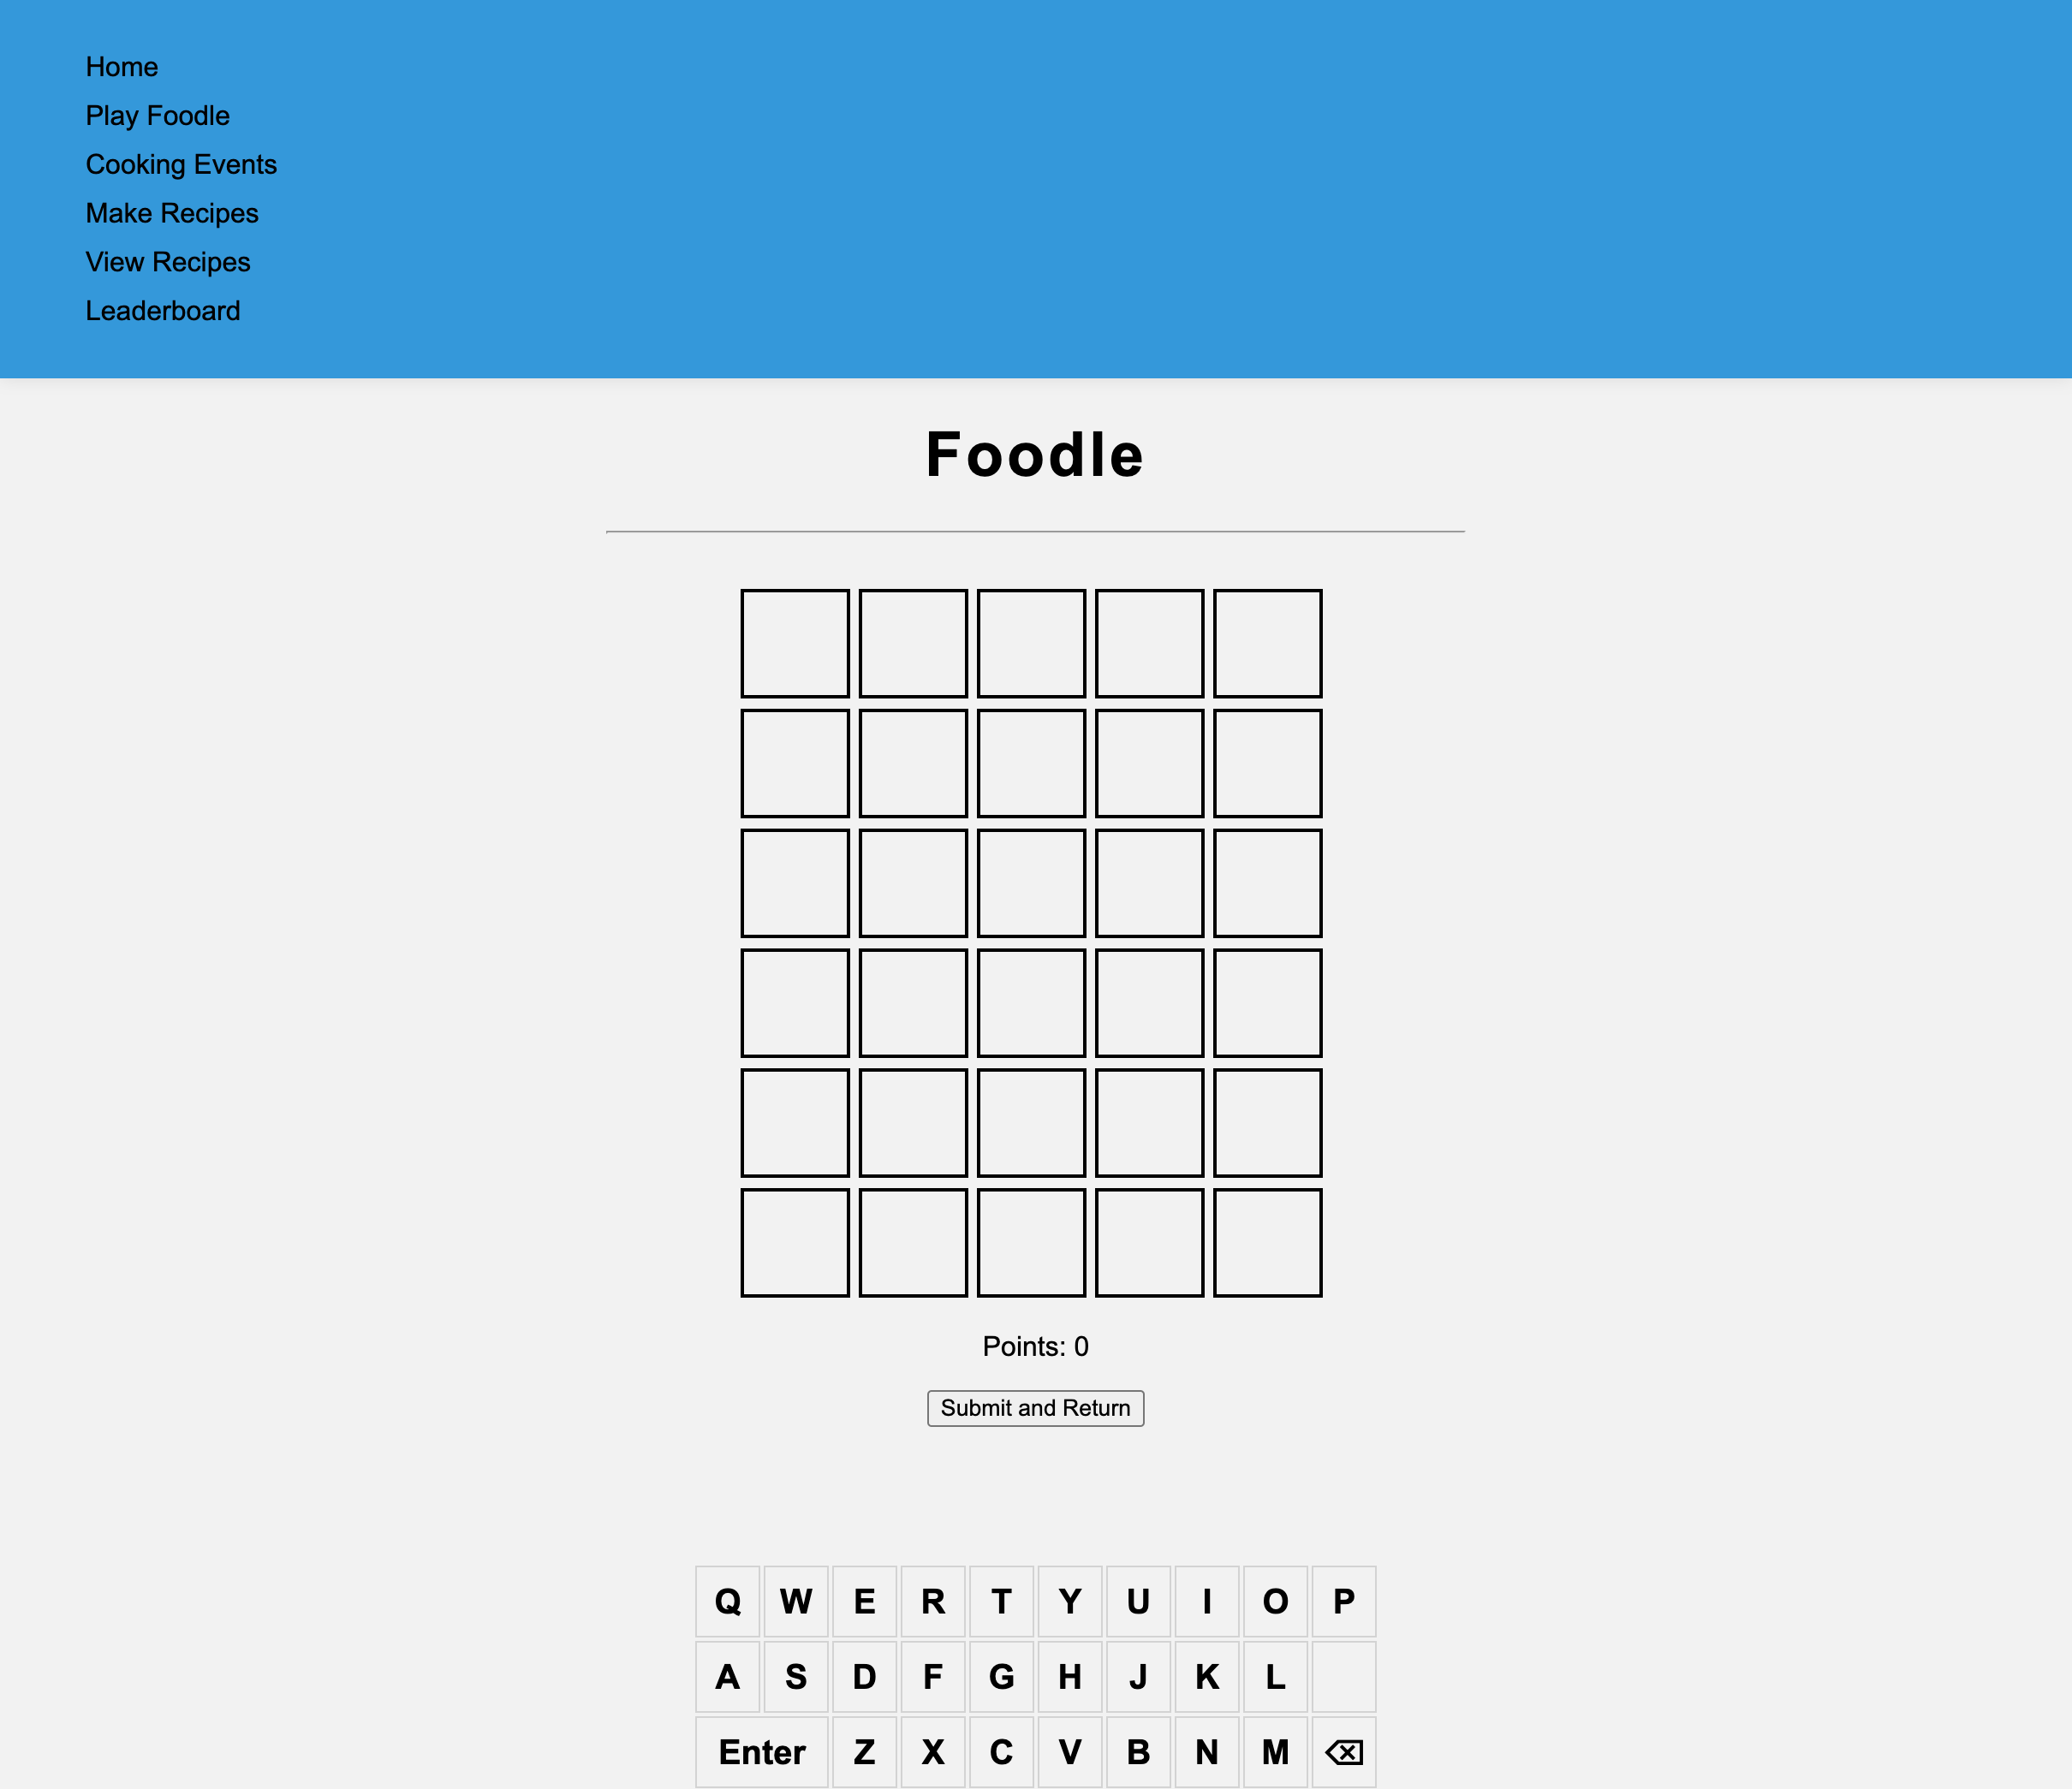 Home
Play Foodle
Cooking Events
Make Recipes
View Recipes
Leaderboard
Foodle
Points: 0
Submit and Return
Q W E R T Y U I O P
A S D F G H J K L
Enter Z X C V B N M ⌫